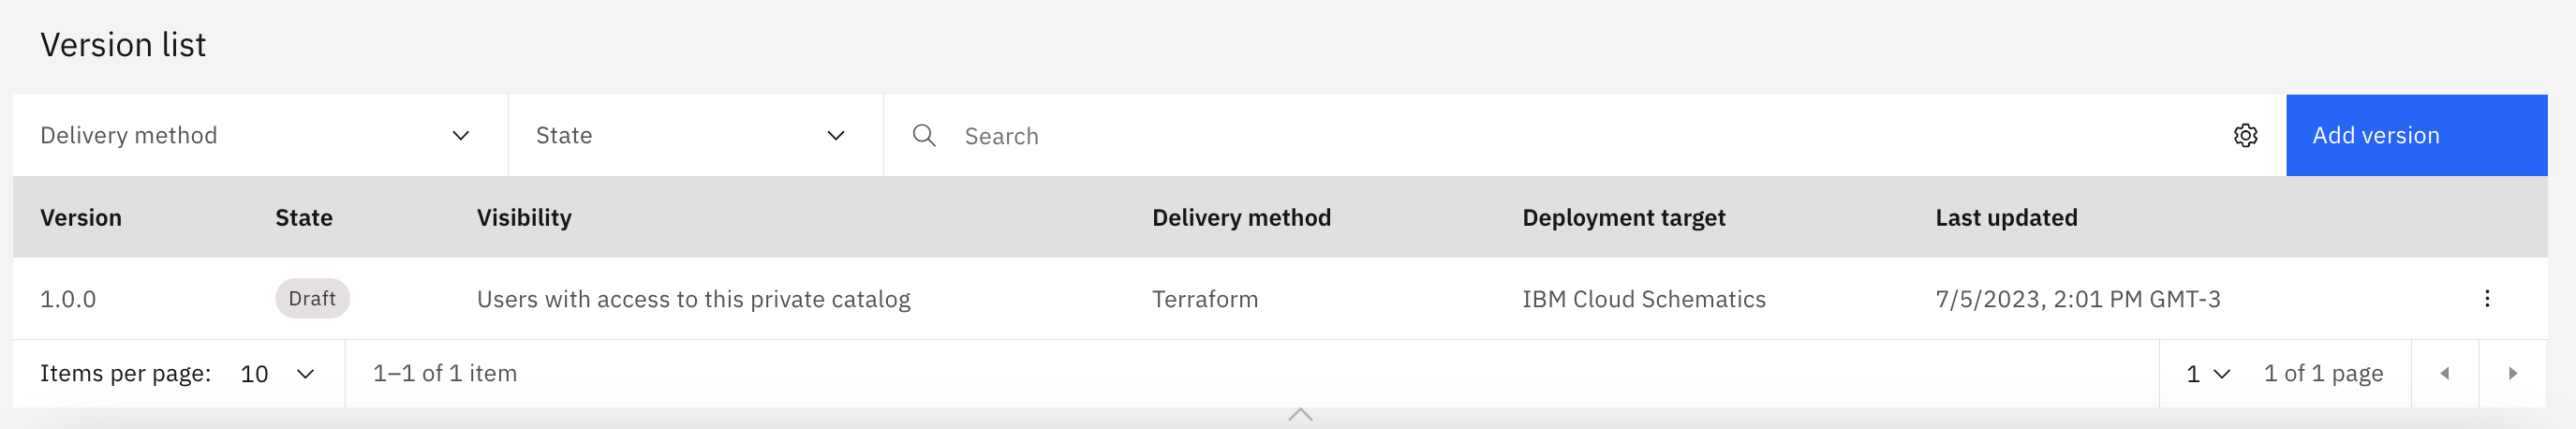 Version list
Delivery method State Search Add version
Version State Visibility Delivery method Deployment target Last updated
1.0.0 Draft Users with access to this private catalog Terraform IBM Cloud Schematics 7/5/2023, 2:01 PM GMT-3
Items per page: 10 1–1 of 1 item 1 1 of 1 page